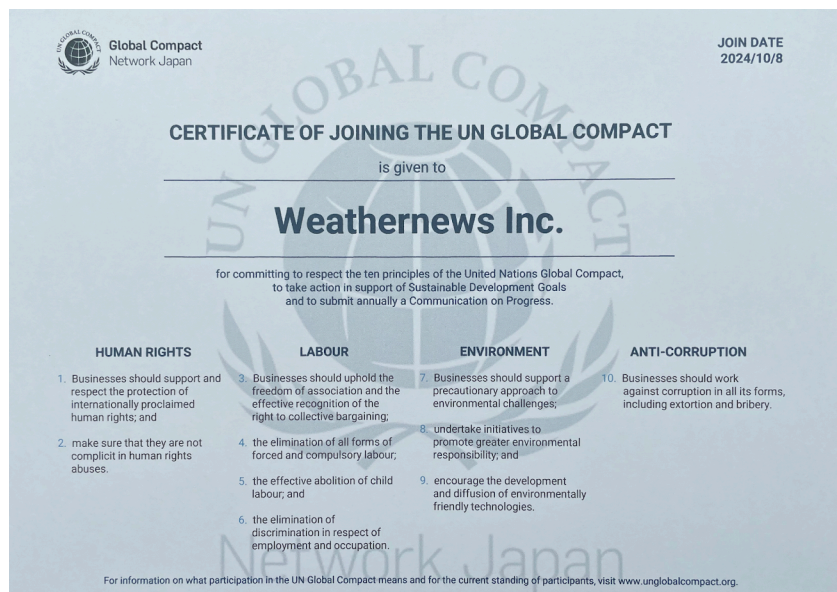 UN GLOBAL COMPACT
Global Compact
Network Japan
JOIN DATE
2024/10/8
UN GLOBAL COMPACT
CERTIFICATE OF JOINING THE UN GLOBAL COMPACT
is given to
Weathernews Inc.
for committing to respect the ten principles of the United Nations Global Compact,
to take action in support of Sustainable Development Goals
and to submit annually a Communication on Progress.
HUMAN RIGHTS
1. Businesses should support and
respect the protection of
internationally proclaimed
human rights; and
2. make sure that they are not
complicit in human rights
abuses.
LABOUR
3. Businesses should uphold the
freedom of association and the
effective recognition of the
right to collective bargaining;
4. the elimination of all forms of
forced and compulsory labour;
5. the effective abolition of child
labour; and
6. the elimination of
discrimination in respect of
employment and occupation.
ENVIRONMENT
7. Businesses should support a
precautionary approach to
environmental challenges;
8. undertake initiatives to
promote greater environmental
responsibility; and
9. encourage the development
and diffusion of environmentally
friendly technologies.
ANTI-CORRUPTION
10. Businesses should work
against corruption in all its forms,
including extortion and bribery.
Network Japan
For information on what participation in the UN Global Compact means and for the current standing of participants, visit www.unglobalcompact.org.